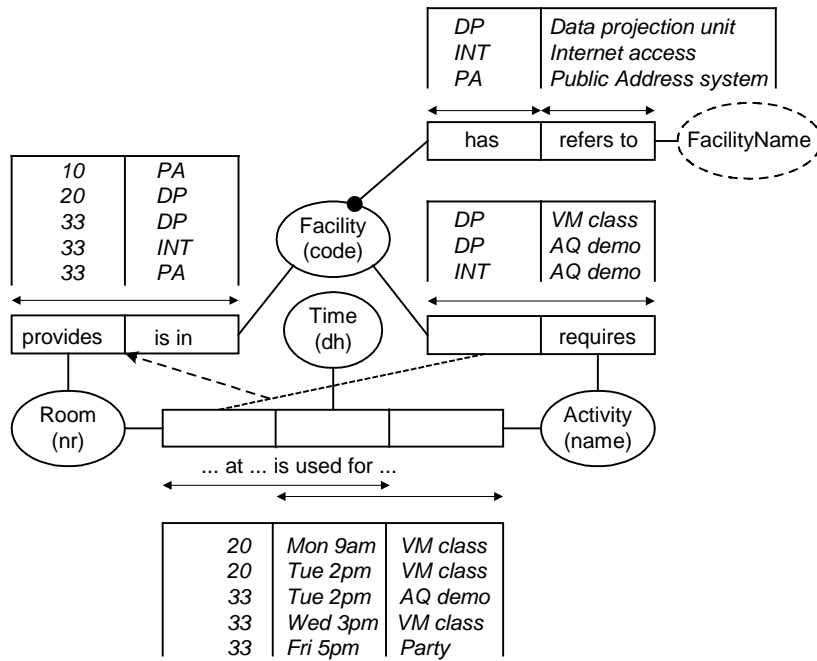 DP Data projection unit
INT Internet access
PA Public Address system
has refers to FacilityName
10 PA
20 DP
33 DP
33 INT
33 PA
Facility
(code)
DP VM class
DP AQ demo
INT AQ demo
provides is in
Time
(dh)
requires
Room
(nr)
Activity
(name)
... at ... is used for ...
20 Mon 9am VM class
20 Tue 2pm VM class
33 Tue 2pm AQ demo
33 Wed 3pm VM class
33 Fri 5pm Party